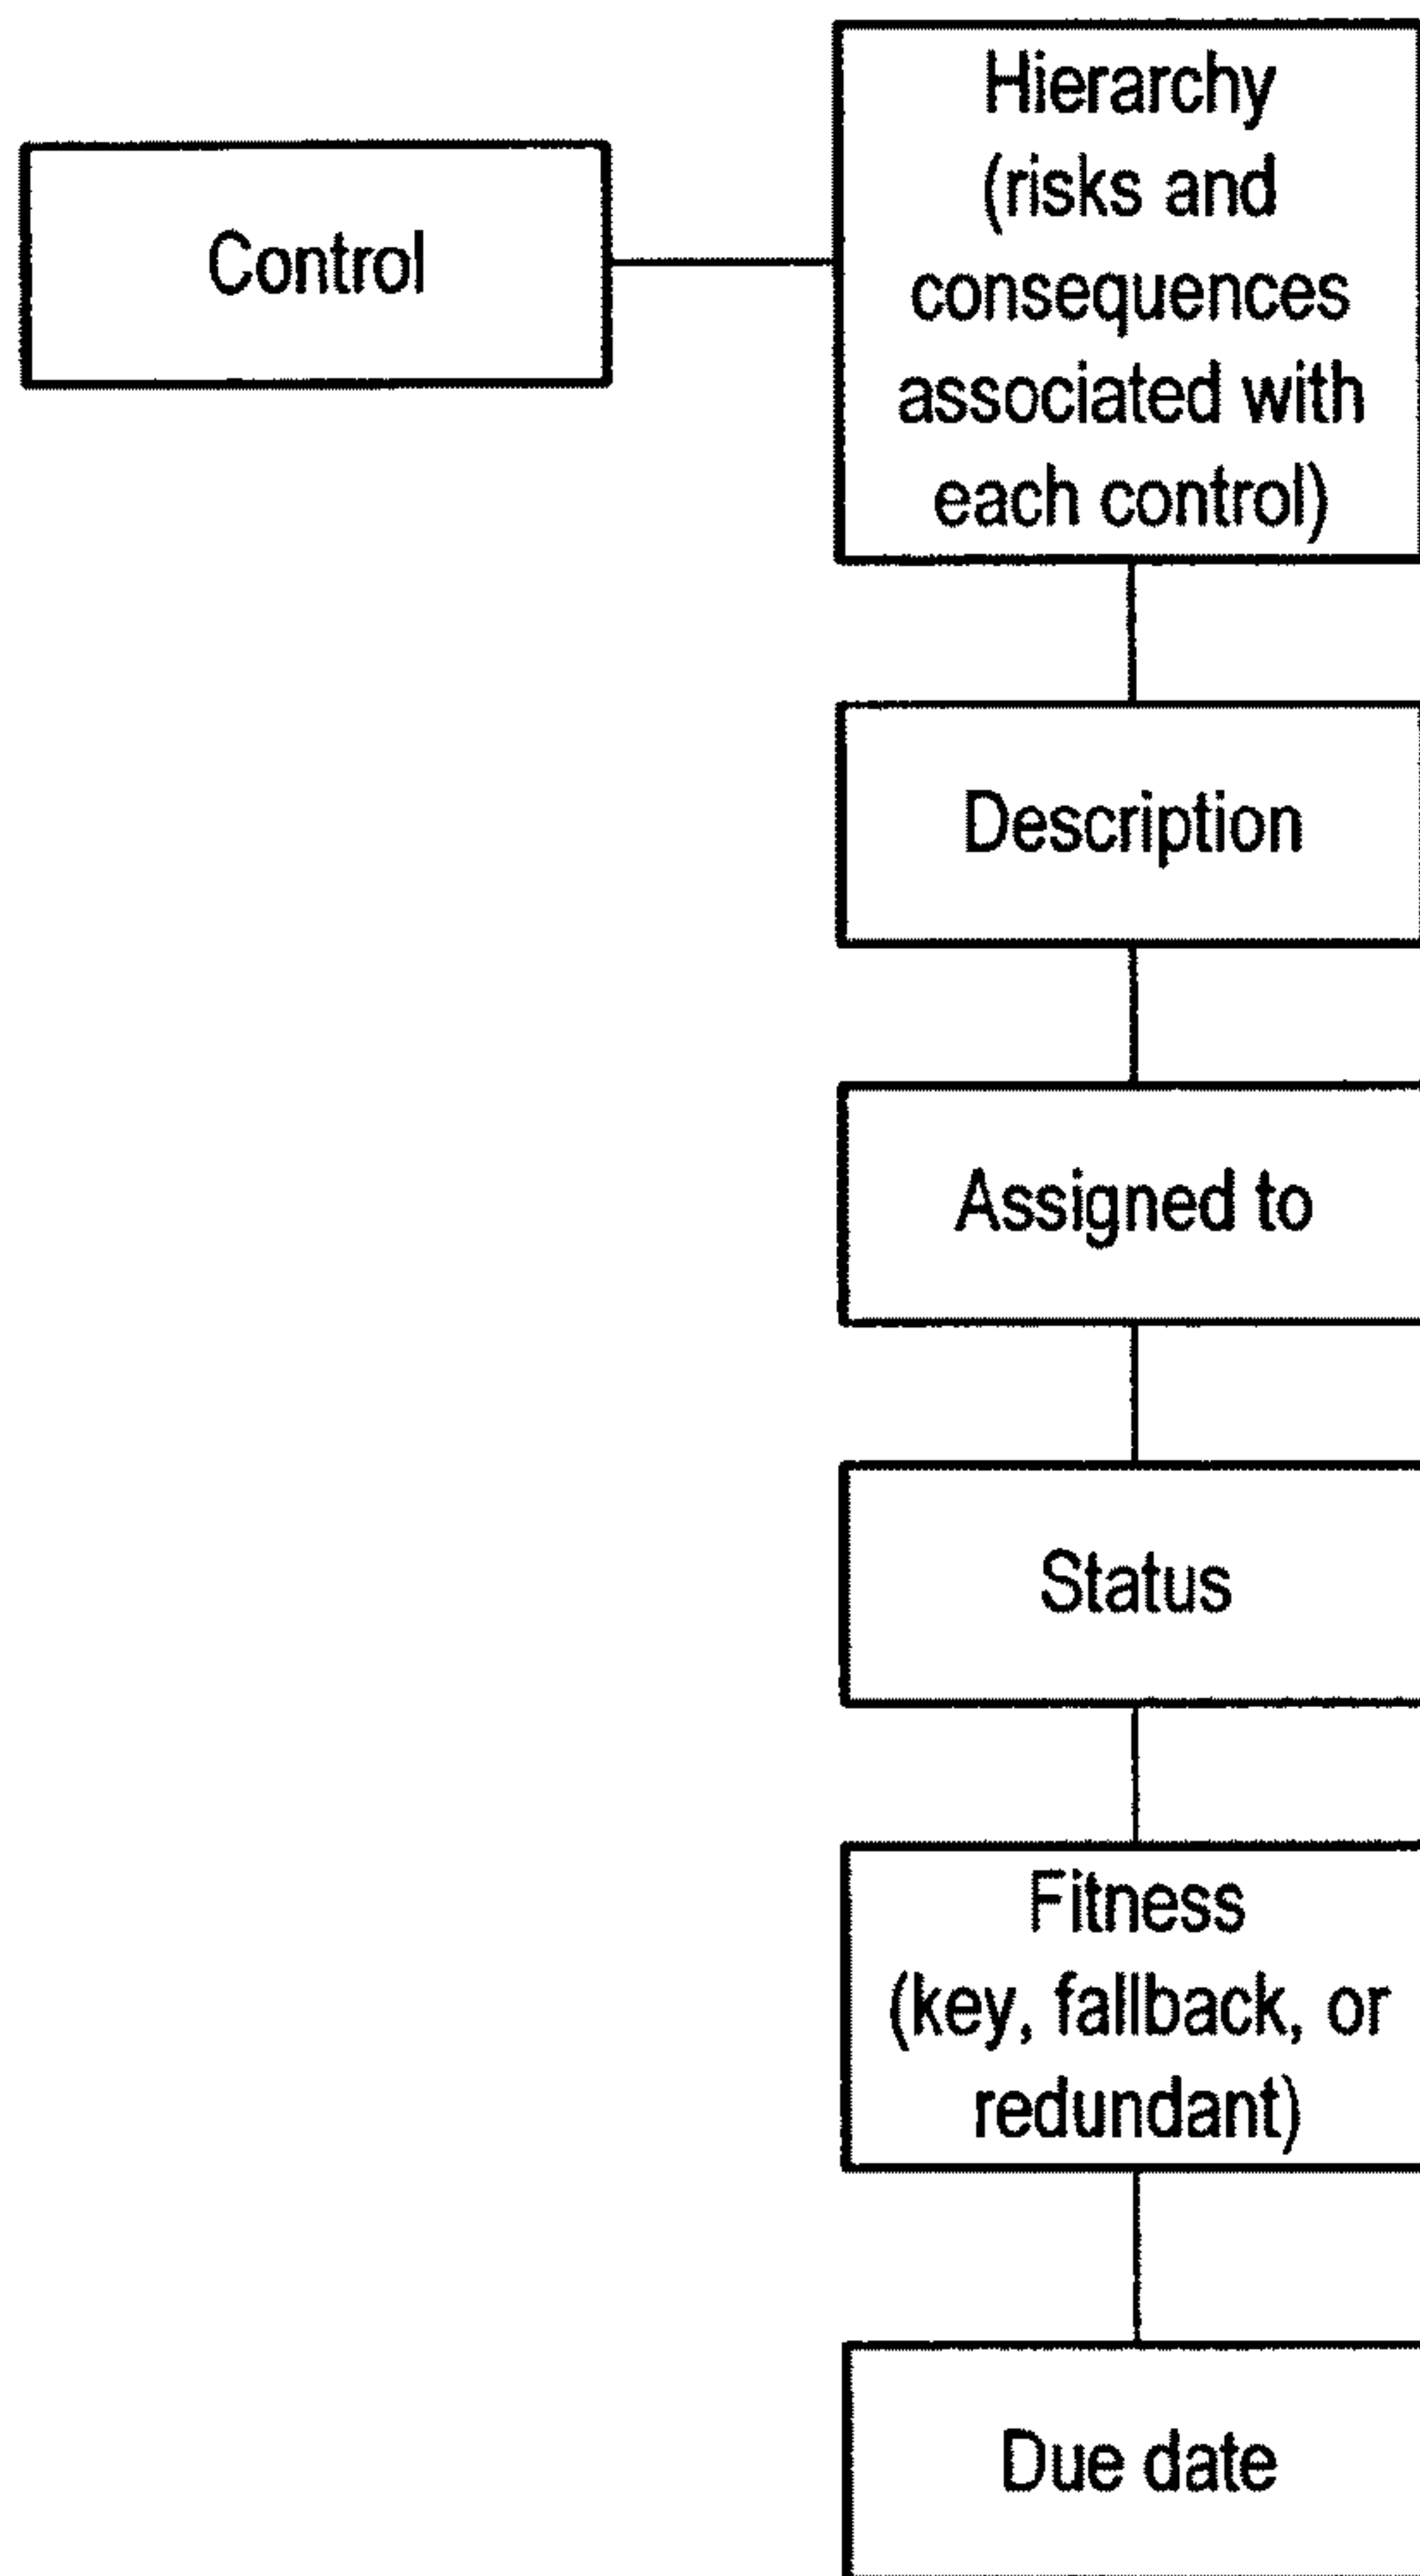 Control
Hierarchy
(risks and
consequences
associated with
each control)
Description
Assigned to
Status
Fitness
(key, fallback, or
redundant)
Due date